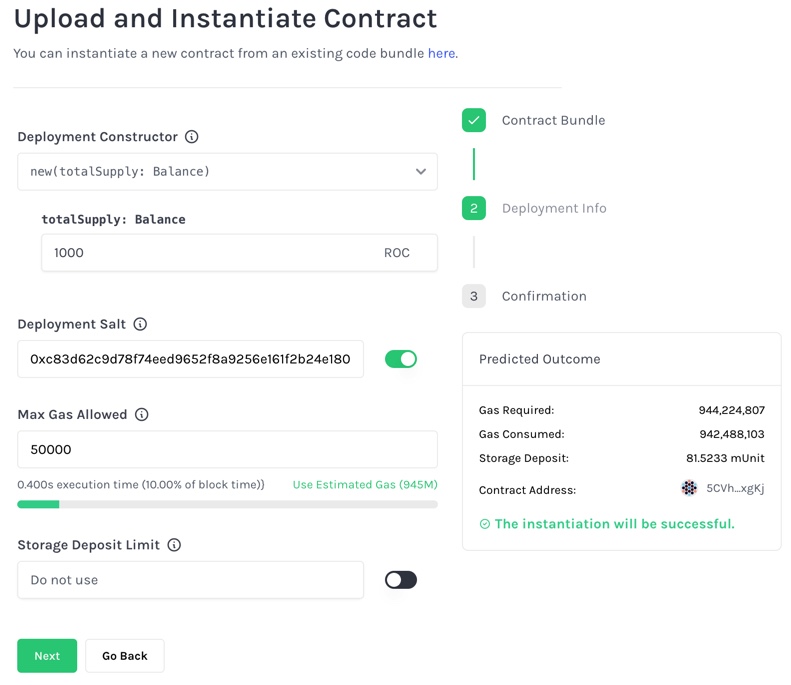 Upload and Instantiate Contract
You can instantiate a new contract from an existing code bundle here.
Deployment Constructor
new(totalSupply: Balance)
totalSupply: Balance
1000 ROC
Deployment Salt
0xc83d62c9d78f74eed9652f8a9256e161f2b24e180
Max Gas Allowed
50000
0.400s execution time (10.00% of block time))
Use Estimated Gas (945M)
Storage Deposit Limit
Do not use
Next
Go Back
Contract Bundle
2 Deployment Info
3 Confirmation
Predicted Outcome
Gas Required: 944,224,807
Gas Consumed: 942,488,103
Storage Deposit: 81.5233 mUnit
Contract Address: 5CVh...xgKj
The instantiation will be successful.